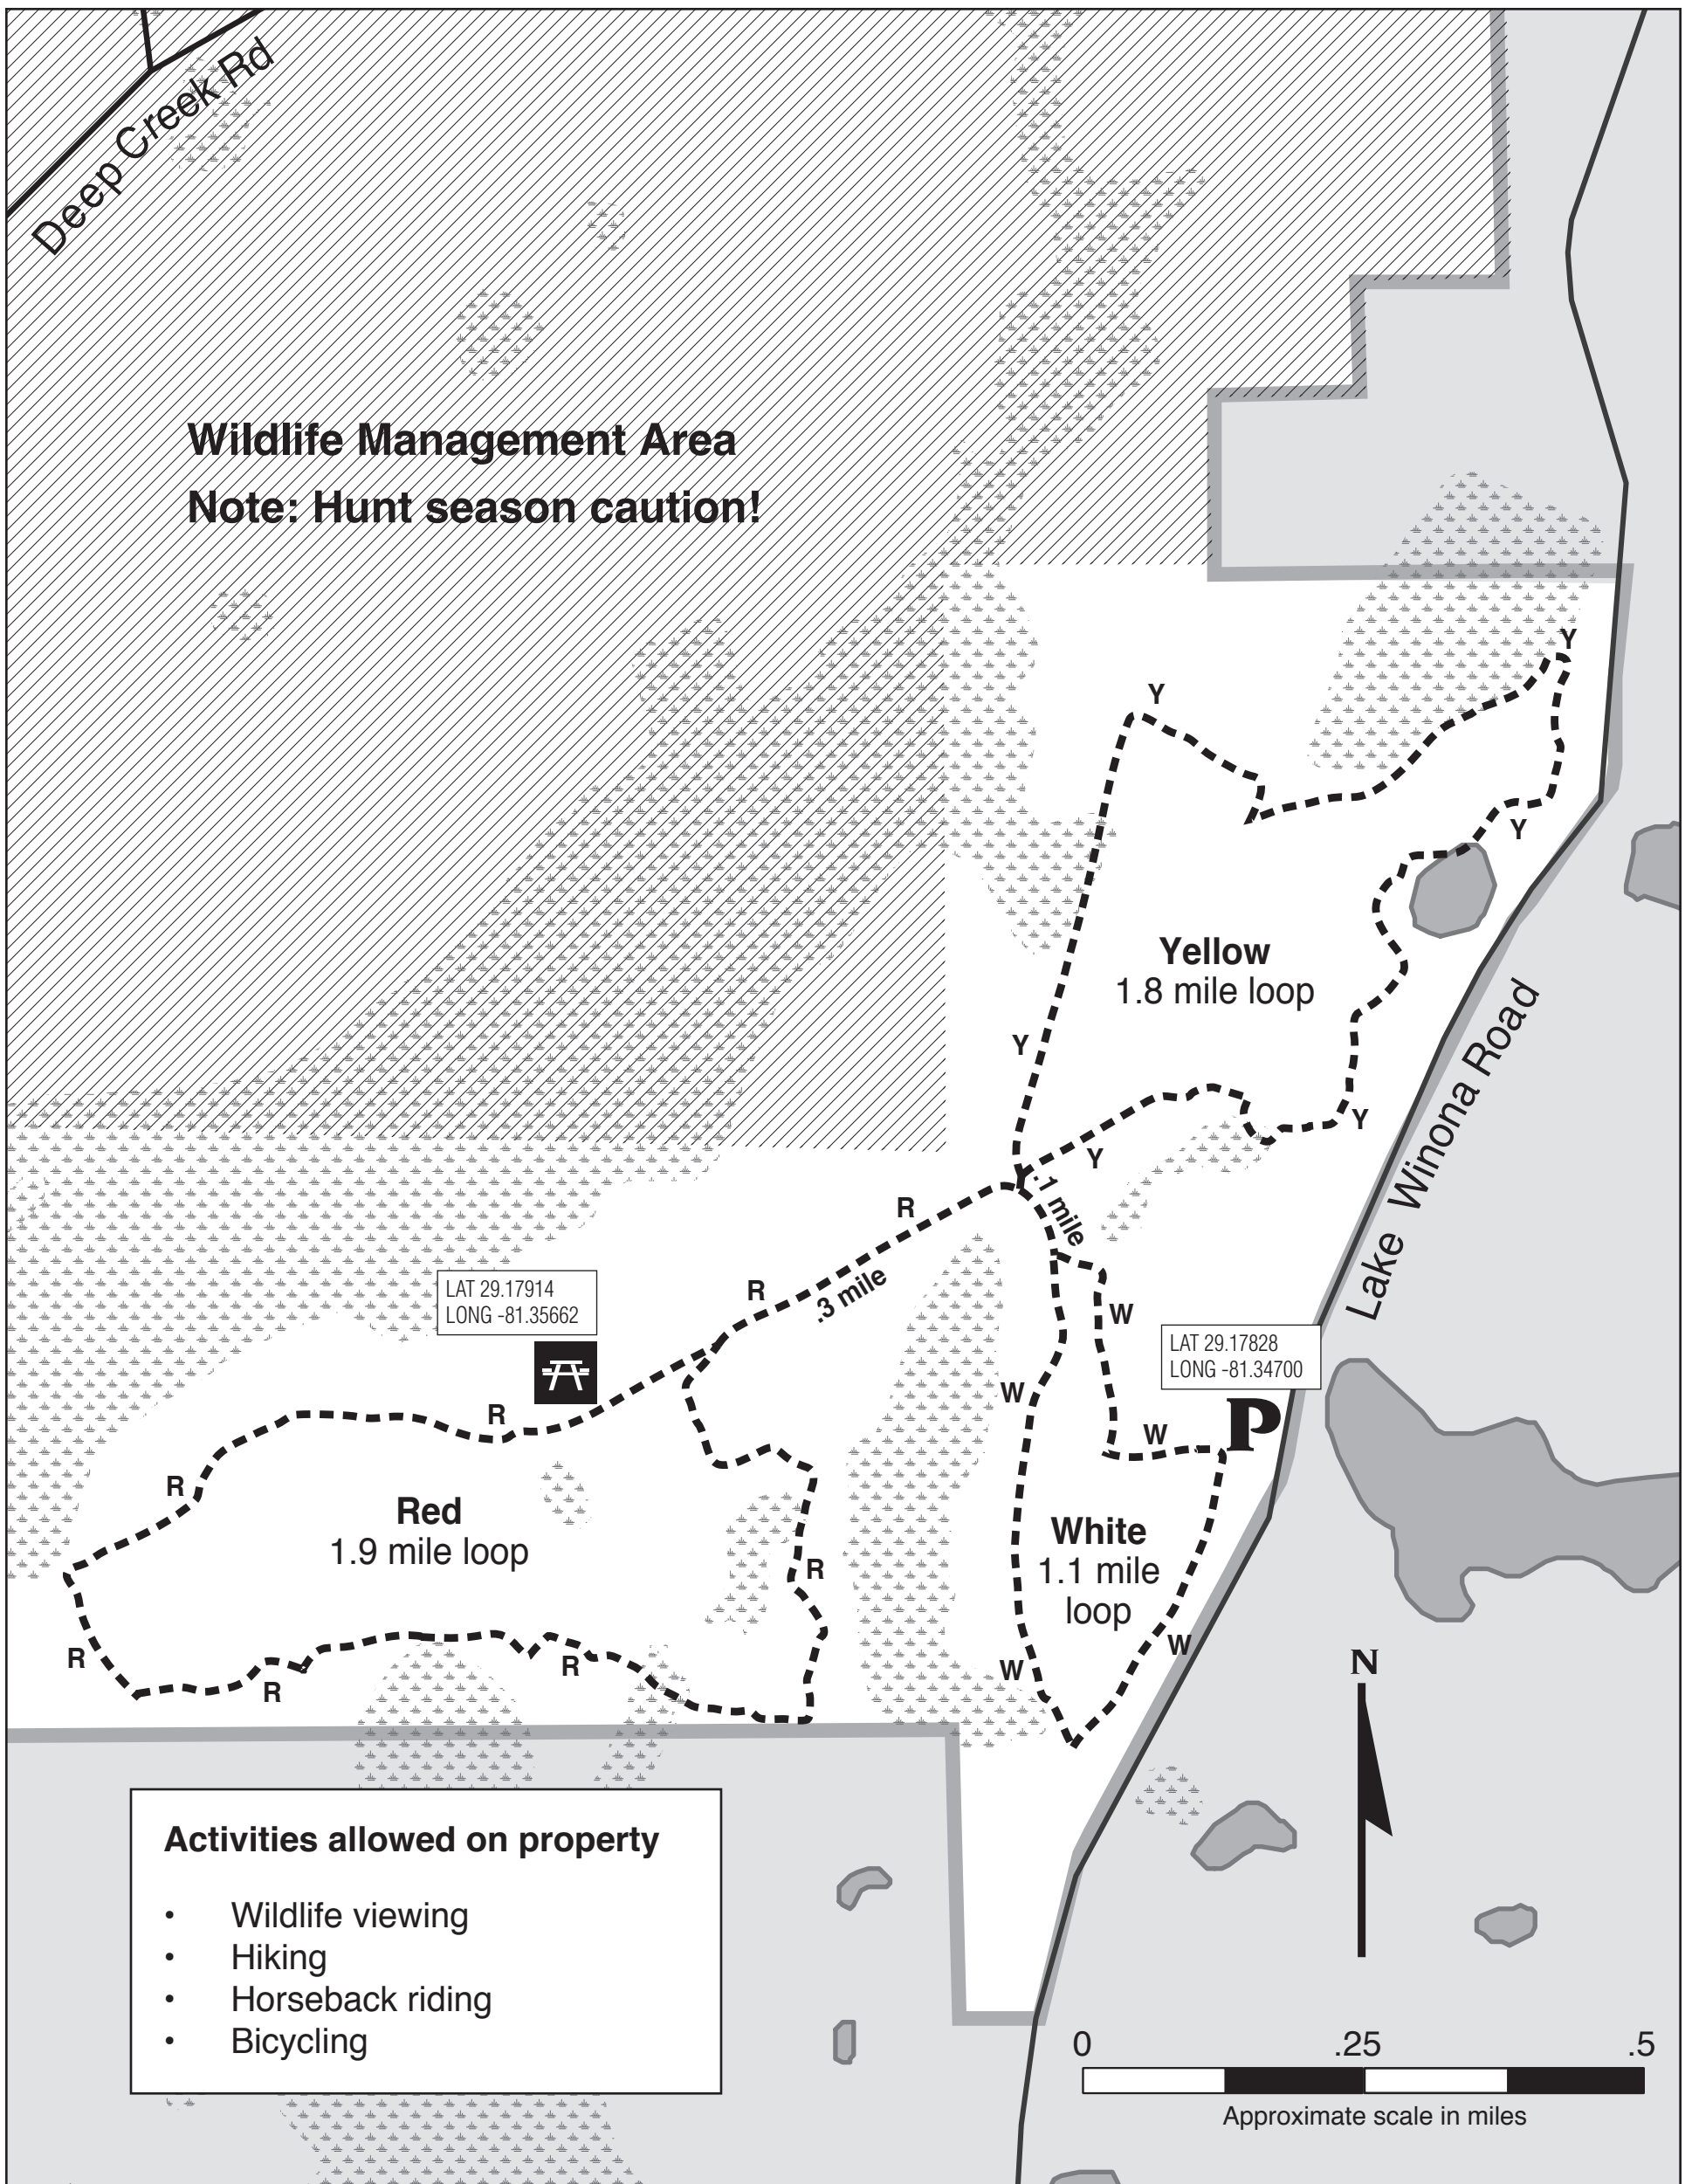 Deep Creek Rd
Wildlife Management Area
Note: Hunt season caution!
Y
Y
Y
Yellow
1.8 mile loop
Y
Lake Winona Road
Y
Y
.1 mile
R
R
.3 mile
W
LAT 29.17914
LONG -81.35662
LAT 29.17828
LONG -81.34700
P
W
W
R
R
Red
1.9 mile loop
White
1.1 mile
loop
R
W
W
R
R
R
N
Activities allowed on property
• Wildlife viewing
• Hiking
• Horseback riding
• Bicycling
0 .25 .5
Approximate scale in miles